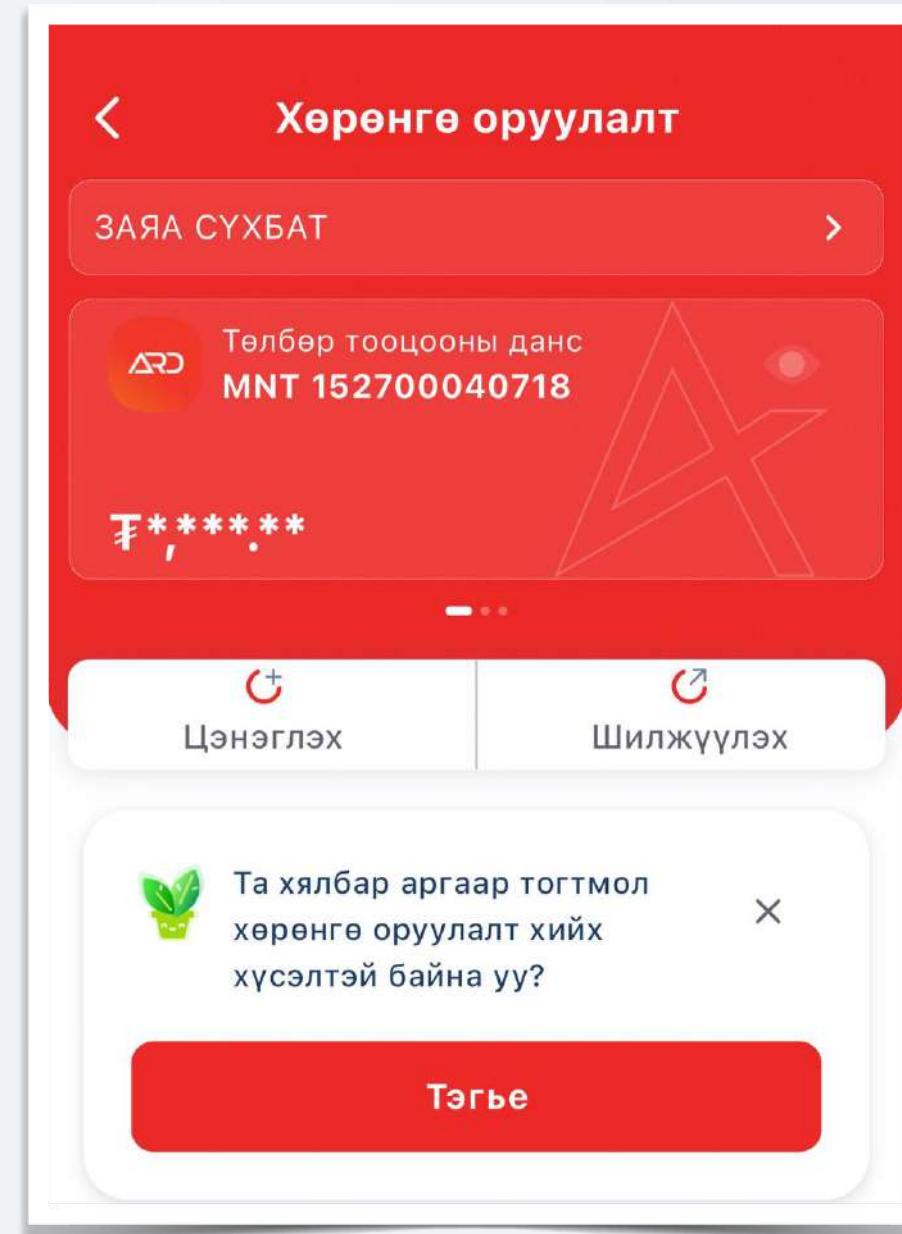 Хөрөнгө оруулалт
ЗАЯА СҮХБАТ
ARD
Төлбөр тооцооны данс
MNT 152700040718
₮*,***.**
Цэнэглэх
Шилжүүлэх
Та хялбар аргаар тогтмол
хөрөнгө оруулалт хийх
хүсэлтэй байна уу?
Тэгье